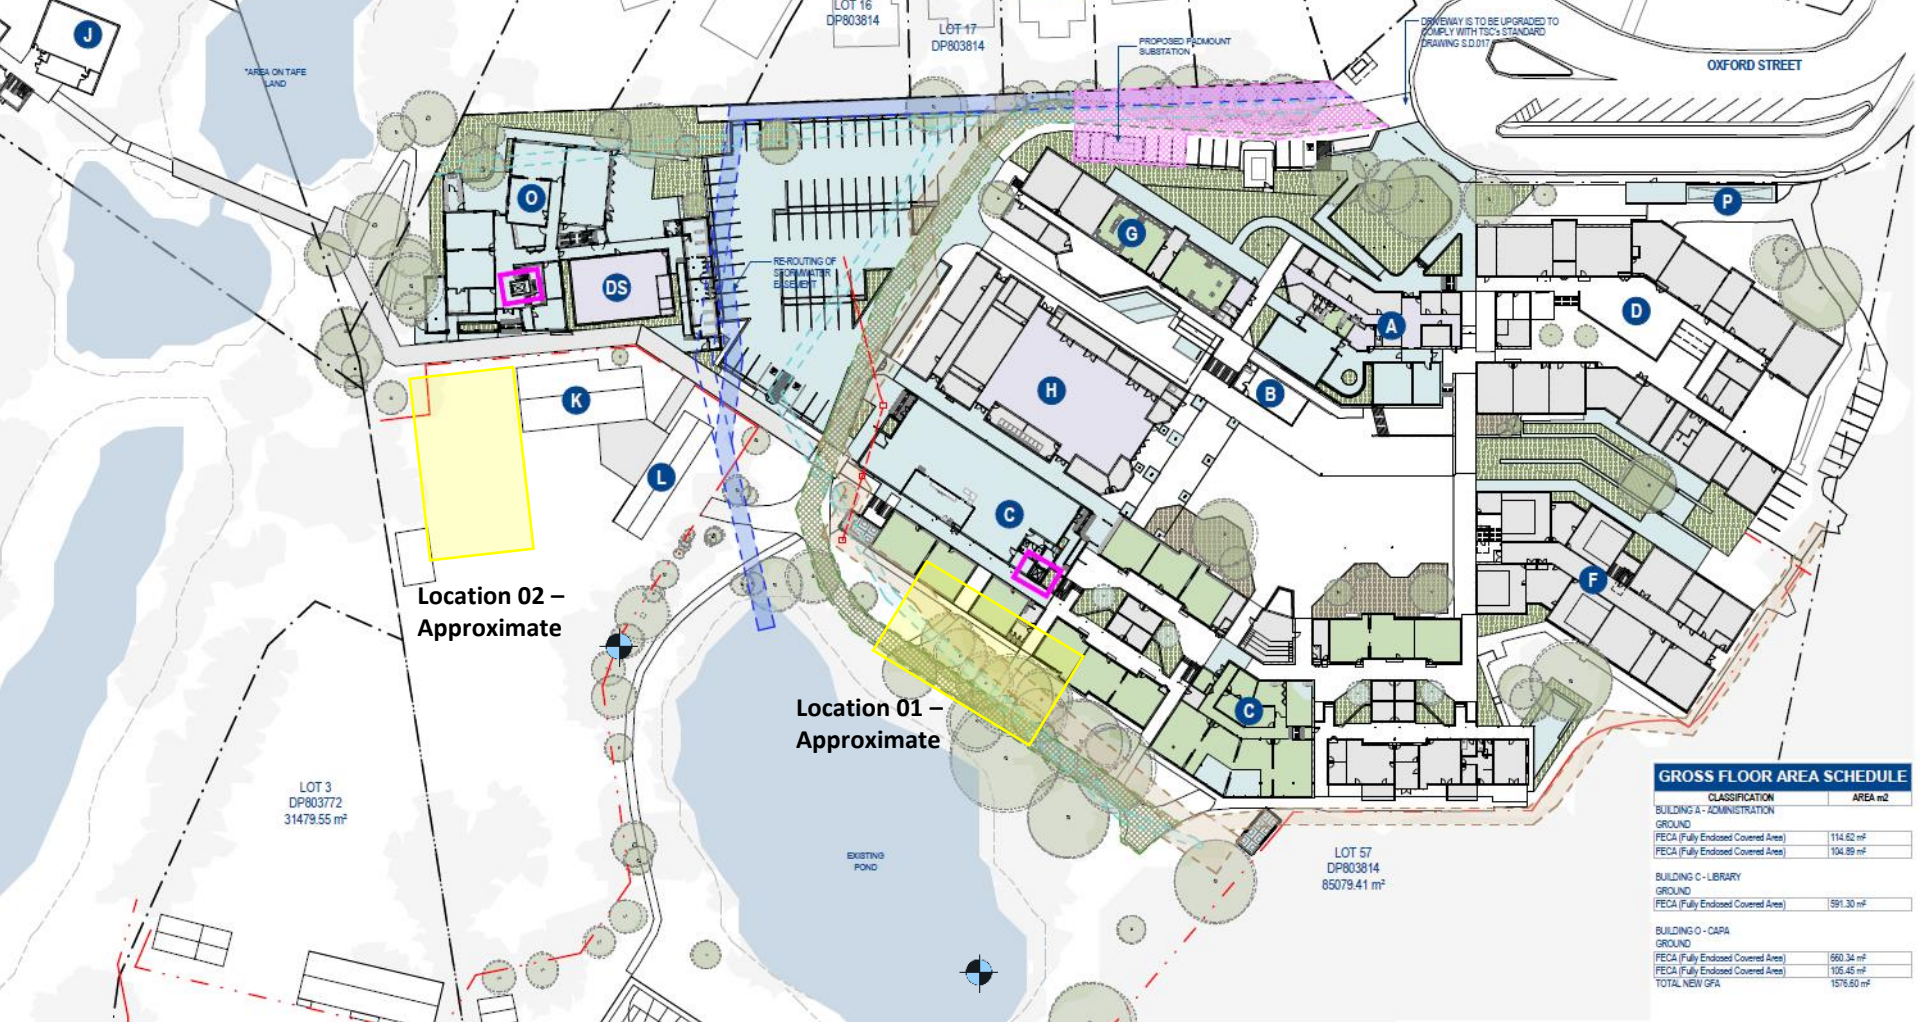 J
LOT 16
DP803814
LOT 17
DP803814
*AREA ON TAFE
LAND
PROPOSED PADMOUNT
SUBSTATION
DRIVEWAY IS TO BE UPGRADED TO
COMPLY WITH TSC's STANDARD
DRAWING S.D.017
OXFORD STREET
O
P
G
DS
RE-ROUTING OF
STORMWATER
EASEMENT
D
A
H
B
K
L
C
F
Location 02 –
Approximate
Location 01 –
Approximate
C
LOT 3
DP803772
31479.55 m²
EXISTING
POND
LOT 57
DP803814
85079.41 m²
GROSS FLOOR AREA SCHEDULE
CLASSIFICATION AREA m2
BUILDING A - ADMINISTRATION
GROUND
FECA (Fully Enclosed Covered Area) 114.62 m²
FECA (Fully Enclosed Covered Area) 104.89 m²
BUILDING C - LIBRARY
GROUND
FECA (Fully Enclosed Covered Area) 591.30 m²
BUILDING O - CAPA
GROUND
FECA (Fully Enclosed Covered Area) 660.34 m²
FECA (Fully Enclosed Covered Area) 105.45 m²
TOTAL NEW GFA 1576.60 m²